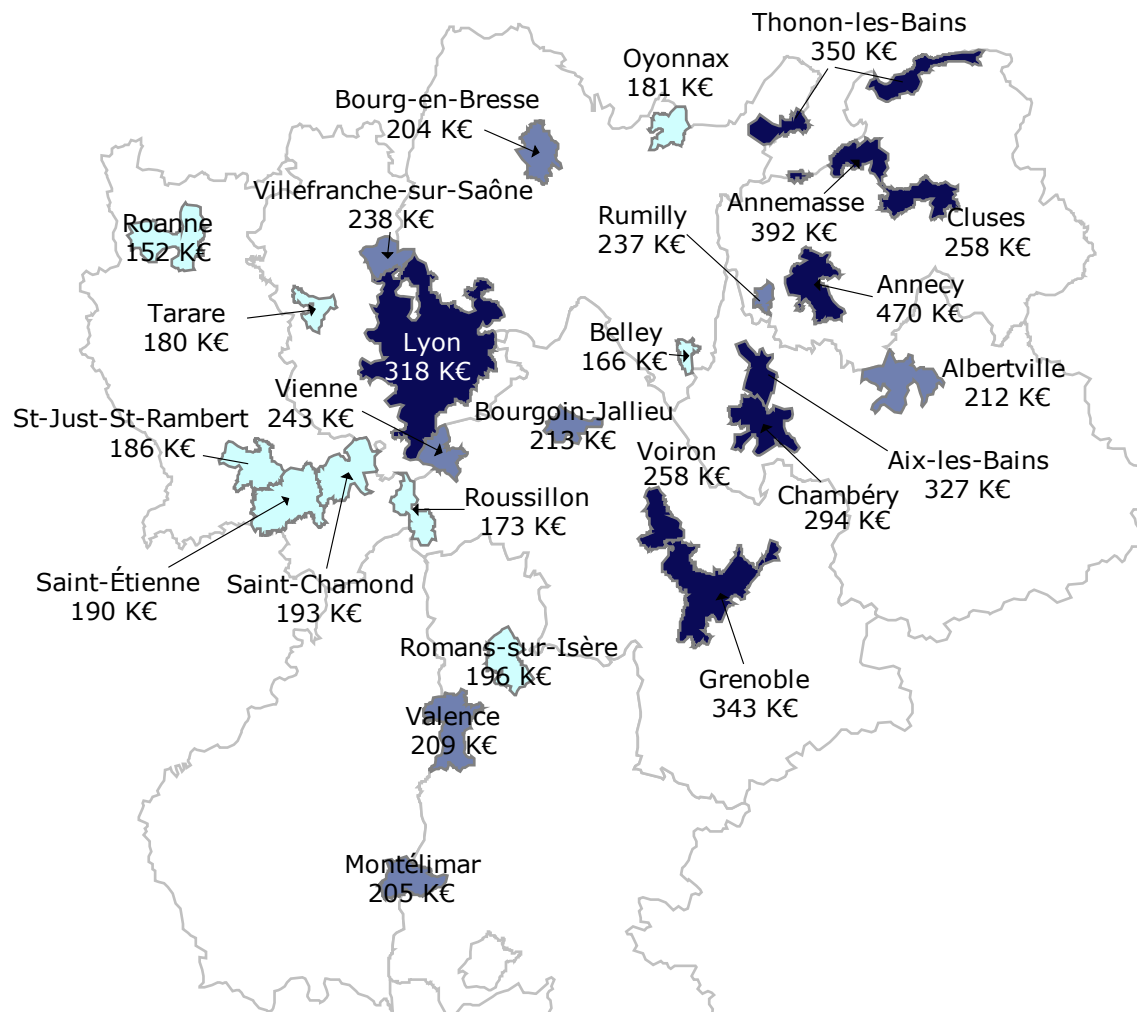 Thonon-les-Bains
350 K€
Oyonnax
181 K€
Bourg-en-Bresse
204 K€
Villefranche-sur-Saône
238 K€
Roanne
152 K€
Rumilly
237 K€
Annemasse
392 K€
Cluses
258 K€
Tarare
180 K€
Annecy
470 K€
Lyon
318 K€
Belley
166 K€
Albertville
212 K€
Vienne
243 K€
Bourgoin-Jallieu
213 K€
St-Just-St-Rambert
186 K€
Voiron
258 K€
Aix-les-Bains
327 K€
Chambéry
294 K€
Roussillon
173 K€
Saint-Étienne
190 K€
Saint-Chamond
193 K€
Romans-sur-Isère
196 K€
Grenoble
343 K€
Valence
209 K€
Montélimar
205 K€